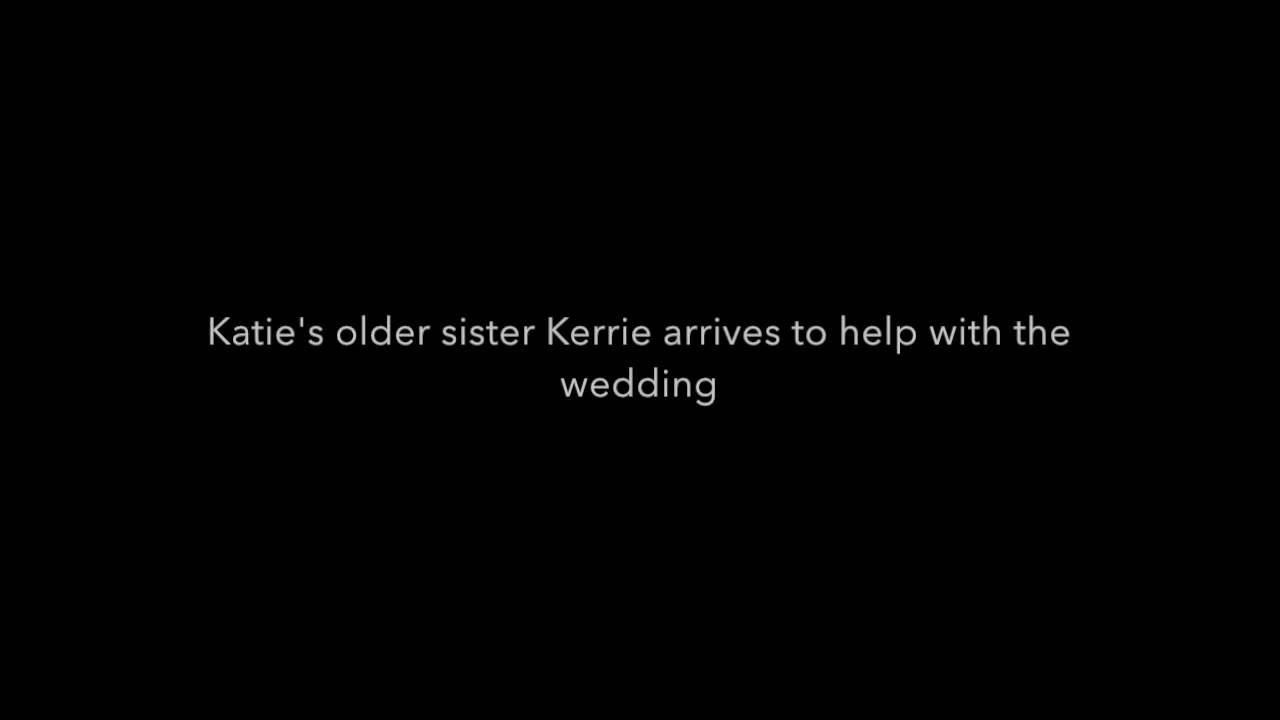 Katie's older sister Kerrie arrives to help with the
wedding